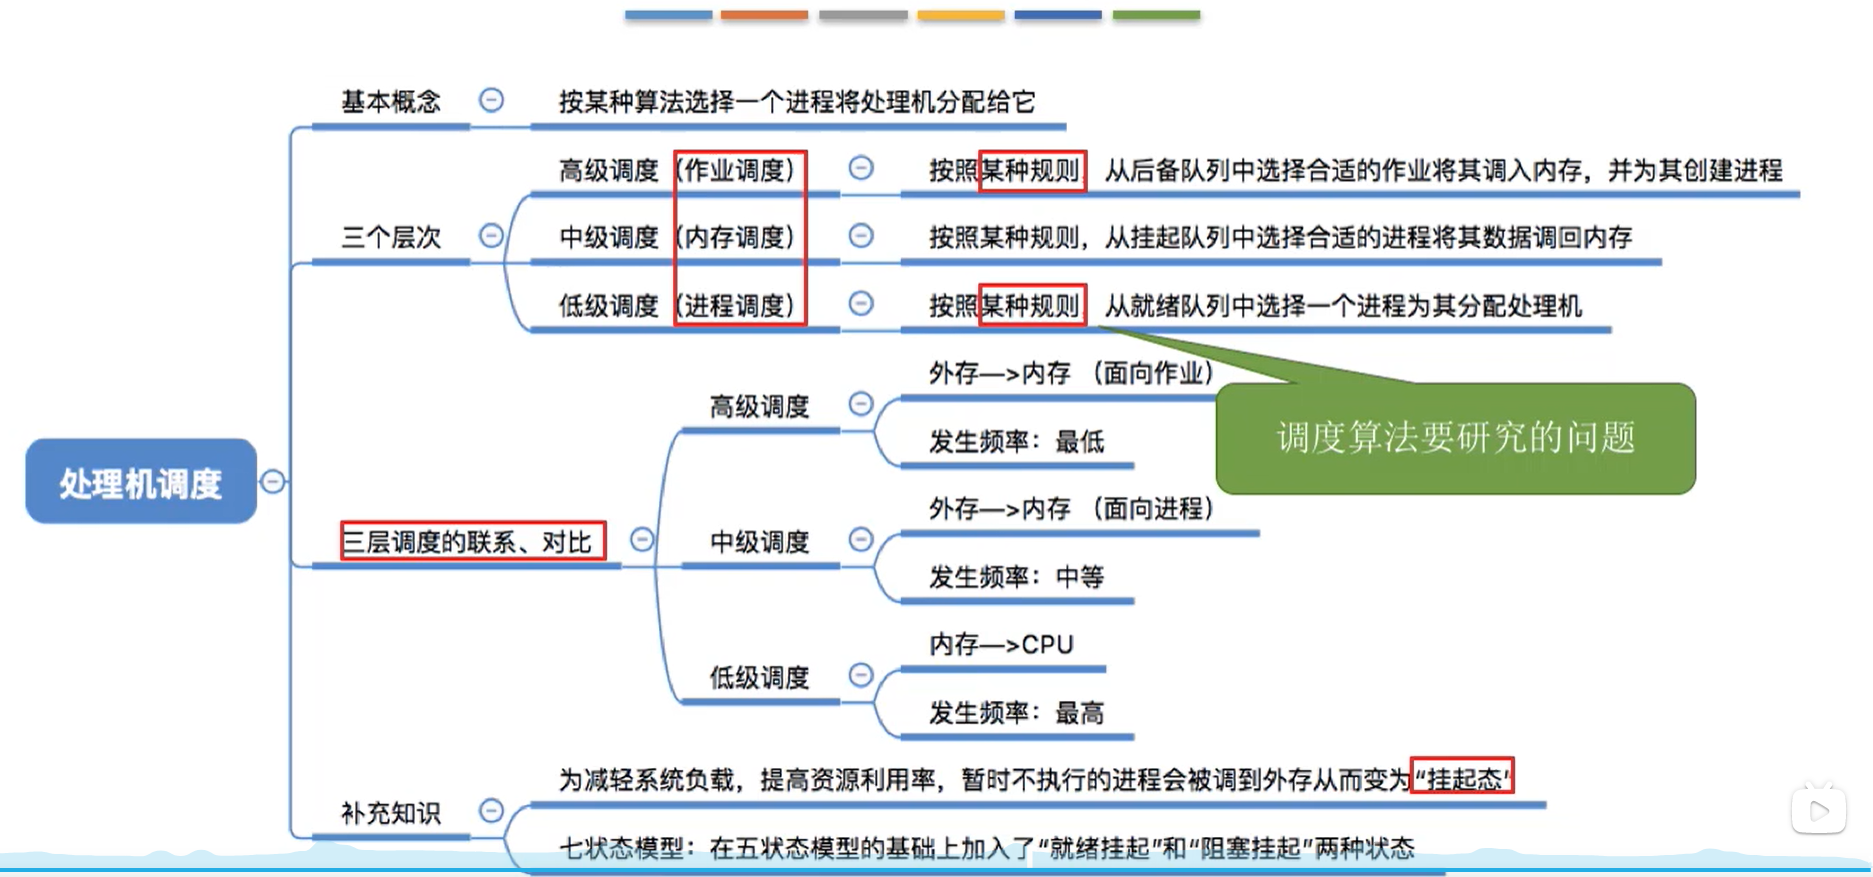 基本概念
按某种算法选择一个进程将处理机分配给它
三个层次
高级调度（作业调度）
按照某种规则，从后备队列中选择合适的作业将其调入内存，并为其创建进程
中级调度（内存调度）
按照某种规则，从挂起队列中选择合适的进程将其数据调回内存
低级调度（进程调度）
按照某种规则，从就绪队列中选择一个进程为其分配处理机
调度算法要研究的问题
处理机调度
三层调度的联系、对比
高级调度
外存—>内存 （面向作业）
发生频率：最低
中级调度
外存—>内存 （面向进程）
发生频率：中等
低级调度
内存—>CPU
发生频率：最高
补充知识
为减轻系统负载，提高资源利用率，暂时不执行的进程会被调到外存从而变为“挂起态”
七状态模型：在五状态模型的基础上加入了“就绪挂起”和“阻塞挂起”两种状态